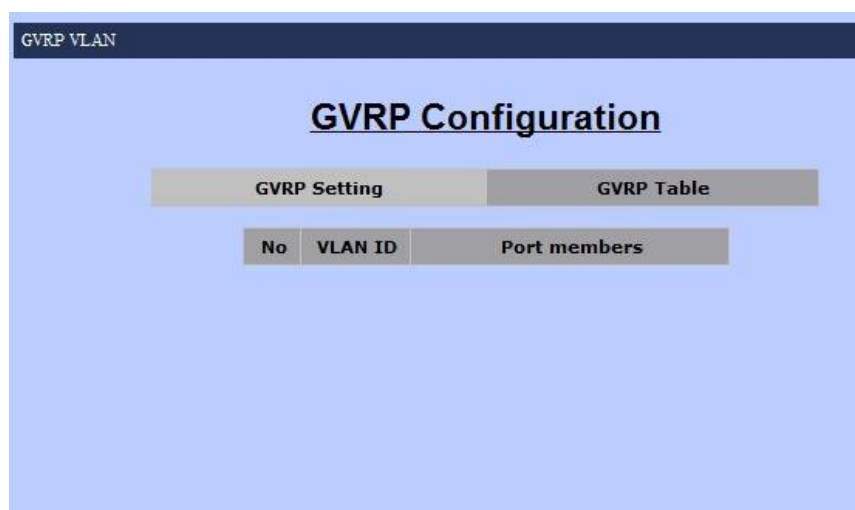 GVRP VLAN
GVRP Configuration
GVRP Setting GVRP Table
No VLAN ID Port members